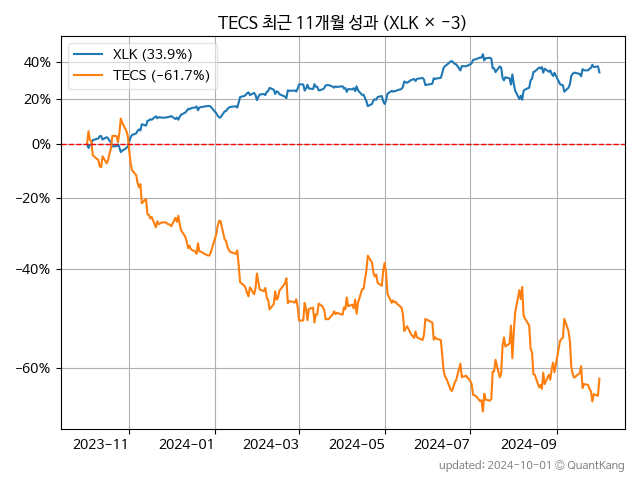 TECS 최근 11개월 성과 (XLK × −3)
XLK (33.9%)
TECS (−61.7%)
40%
20%
0%
−20%
−40%
−60%
2023−11 2024−01 2024−03 2024−05 2024−07 2024−09
updated: 2024-10-01 © QuantKang